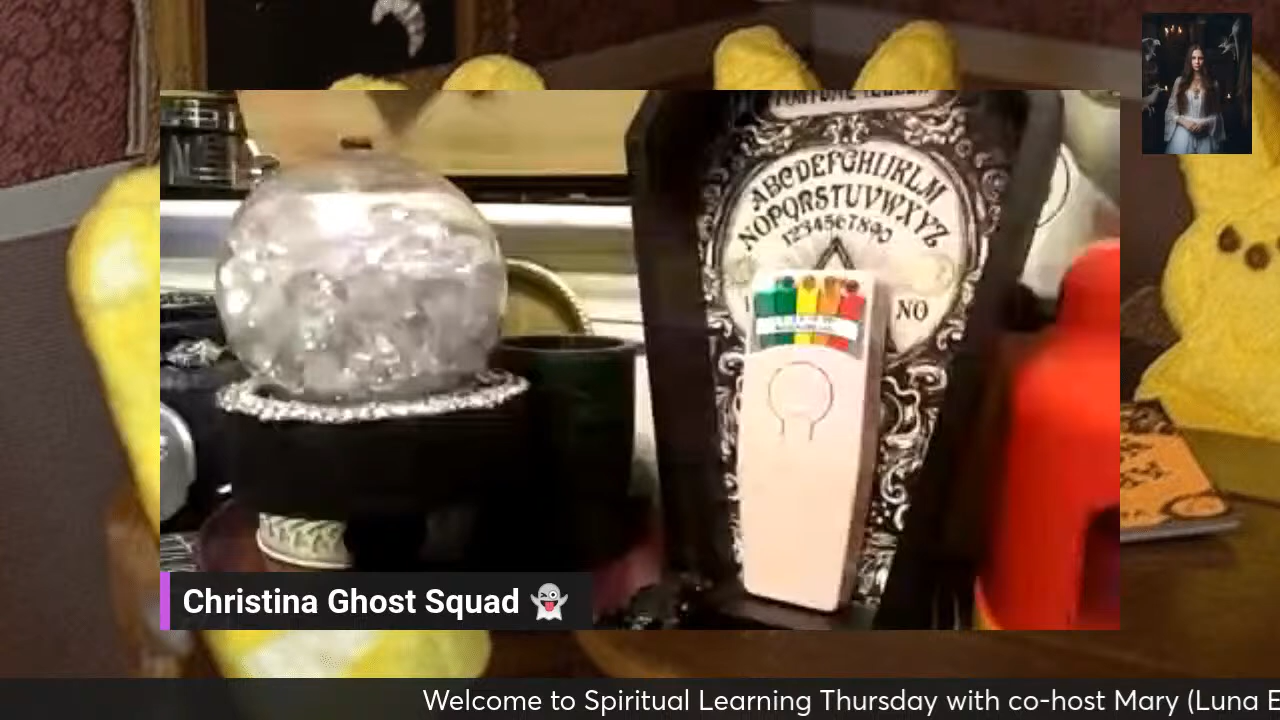 ABCDEFGHIJKLM
NOPQRSTUVWXYZ
1234567890
NO
Christina Ghost Squad 👻
Welcome to Spiritual Learning Thursday with co-host Mary (Luna E